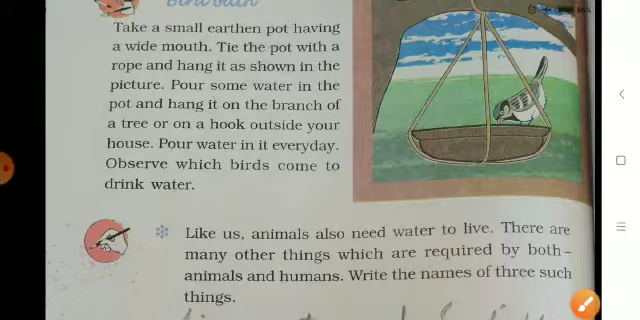 Bird bath
Take a small earthen pot having
a wide mouth. Tie the pot with a
rope and hang it as shown in the
picture. Pour some water in the
pot and hang it on the branch of
a tree or on a hook outside your
house. Pour water in it everyday.
Observe which birds come to
drink water.
Like us, animals also need water to live. There are
many other things which are required by both–
animals and humans. Write the names of three such
things.